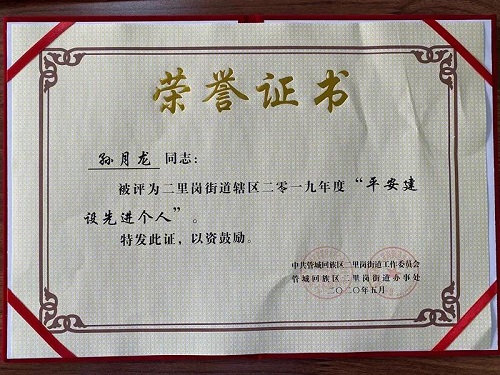 荣誉证书
孙月龙 同志：
被评为二里岗街道辖区二零一九年度“平安建
设先进个人”。
特发此证，以资鼓励。
中共管城回族区二里岗街道工作委员会
管城回族区二里岗街道办事处
二〇二〇年五月